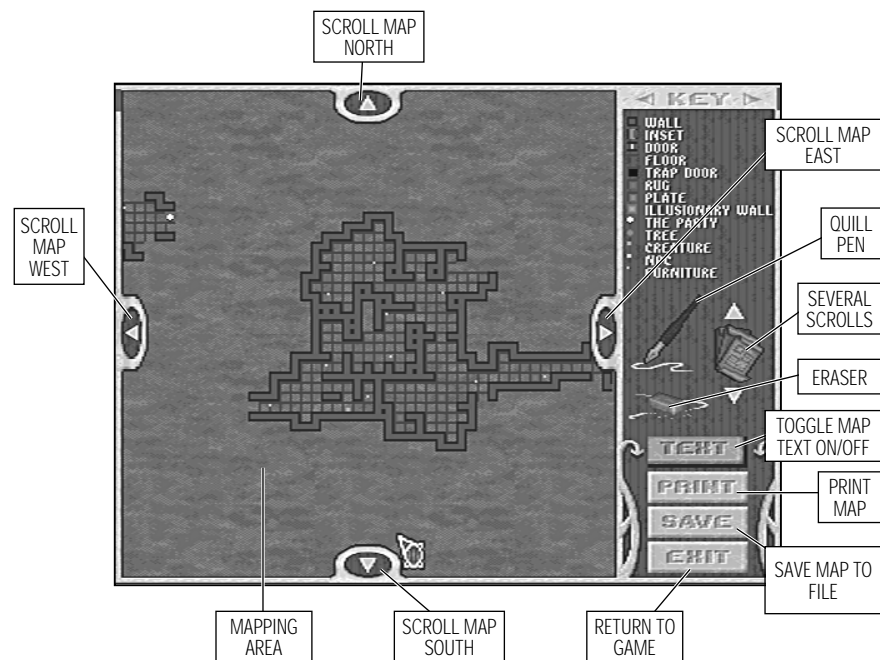 SCROLL MAP
NORTH
KEY
WALL
INSET
DOOR
FLOOR
TRAP DOOR
RUG
PLATE
ILLUSIONARY WALL
THE PARTY
TREE
CREATURE
NPC
FURNITURE
SCROLL MAP
EAST
SCROLL
MAP
WEST
QUILL
PEN
SEVERAL
SCROLLS
ERASER
TOGGLE MAP
TEXT ON/OFF
TEXT
PRINT
PRINT
MAP
SAVE
SAVE MAP TO
FILE
EXIT
MAPPING
AREA
SCROLL MAP
SOUTH
RETURN TO
GAME